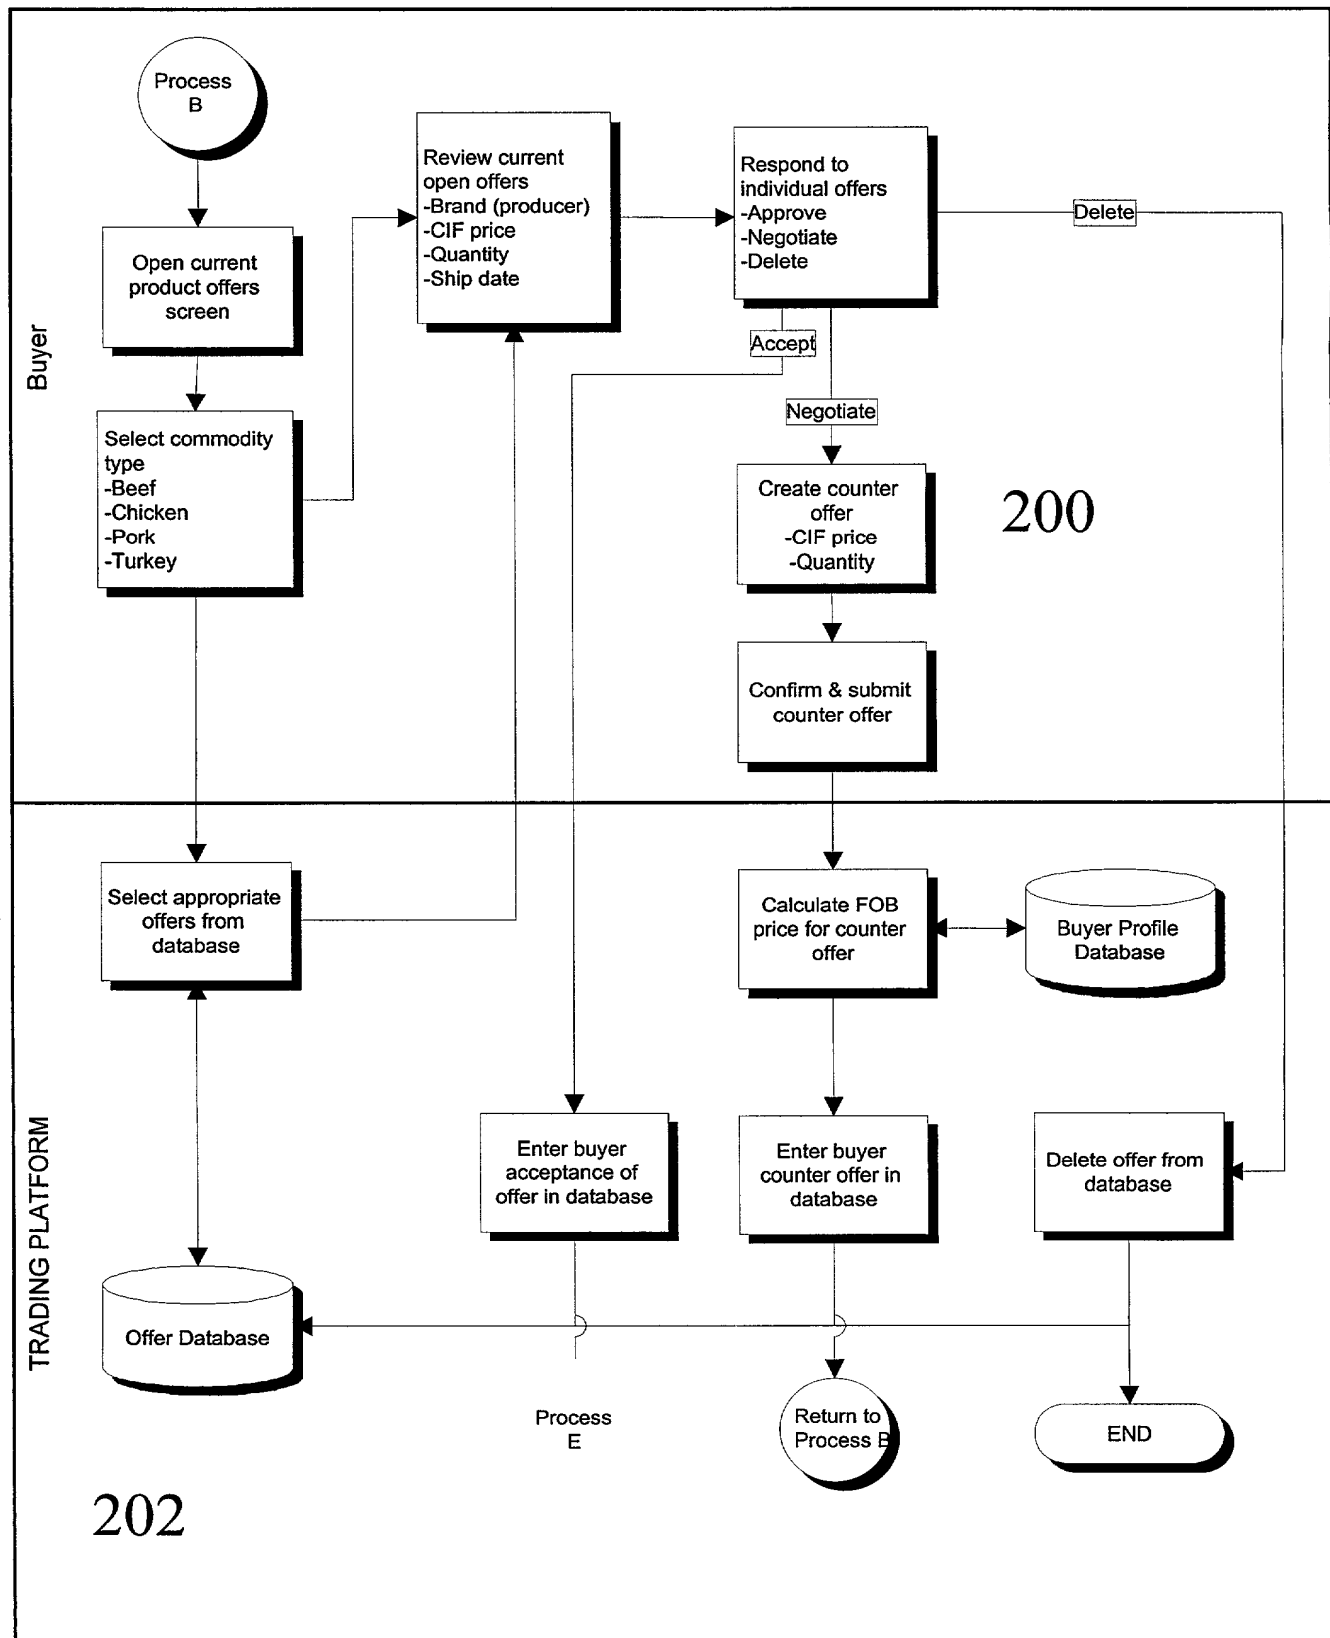 Process
B
Open current
product offers
screen
Select commodity
type
-Beef
-Chicken
-Pork
-Turkey
Review current
open offers
-Brand (producer)
-CIF price
-Quantity
-Ship date
Respond to
individual offers
-Approve
-Negotiate
-Delete
Delete
Accept
Negotiate
Create counter
offer
-CIF price
-Quantity
200
Confirm & submit
counter offer
Buyer
Select appropriate
offers from
database
Calculate FOB
price for counter
offer
Buyer Profile
Database
Enter buyer
acceptance of
offer in database
Enter buyer
counter offer in
database
Delete offer from
database
Offer Database
Process
E
Return to
Process B
END
TRADING PLATFORM
202